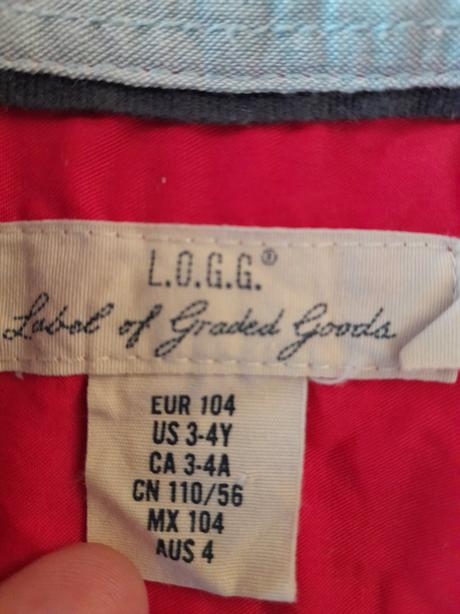 L.O.G.G.®
Label of Graded Goods
EUR 104
US 3-4Y
CA 3-4A
CN 110/56
MX 104
AUS 4